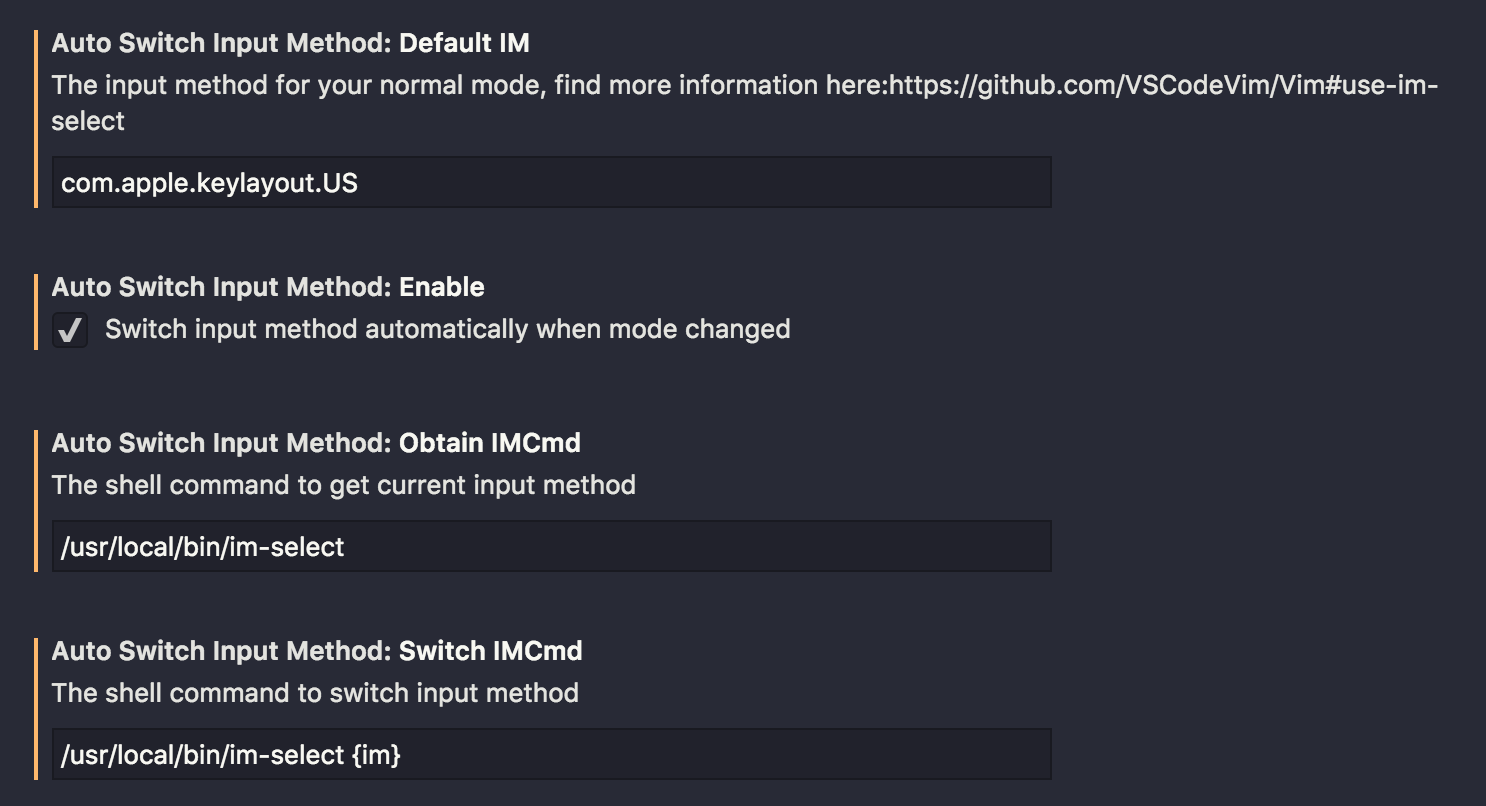 Auto Switch Input Method: Default IM
The input method for your normal mode, find more information here:https://github.com/VSCodeVim/Vim#use-im-
select
com.apple.keylayout.US
Auto Switch Input Method: Enable
Switch input method automatically when mode changed
Auto Switch Input Method: Obtain IMCmd
The shell command to get current input method
/usr/local/bin/im-select
Auto Switch Input Method: Switch IMCmd
The shell command to switch input method
/usr/local/bin/im-select {im}